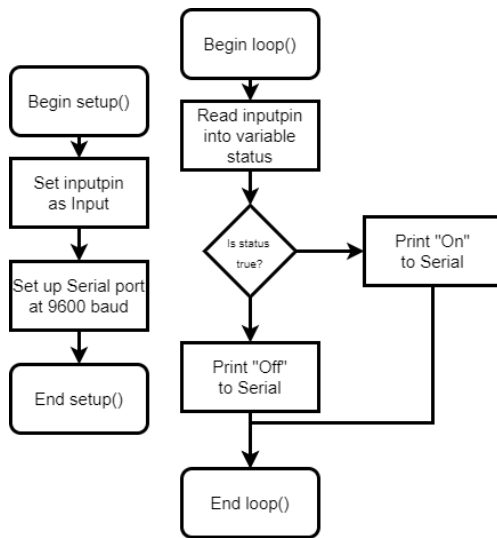 Begin setup()
Set inputpin
as Input
Set up Serial port
at 9600 baud
End setup()
Begin loop()
Read inputpin
into variable
status
Is status
true?
Print "On"
to Serial
Print "Off"
to Serial
End loop()